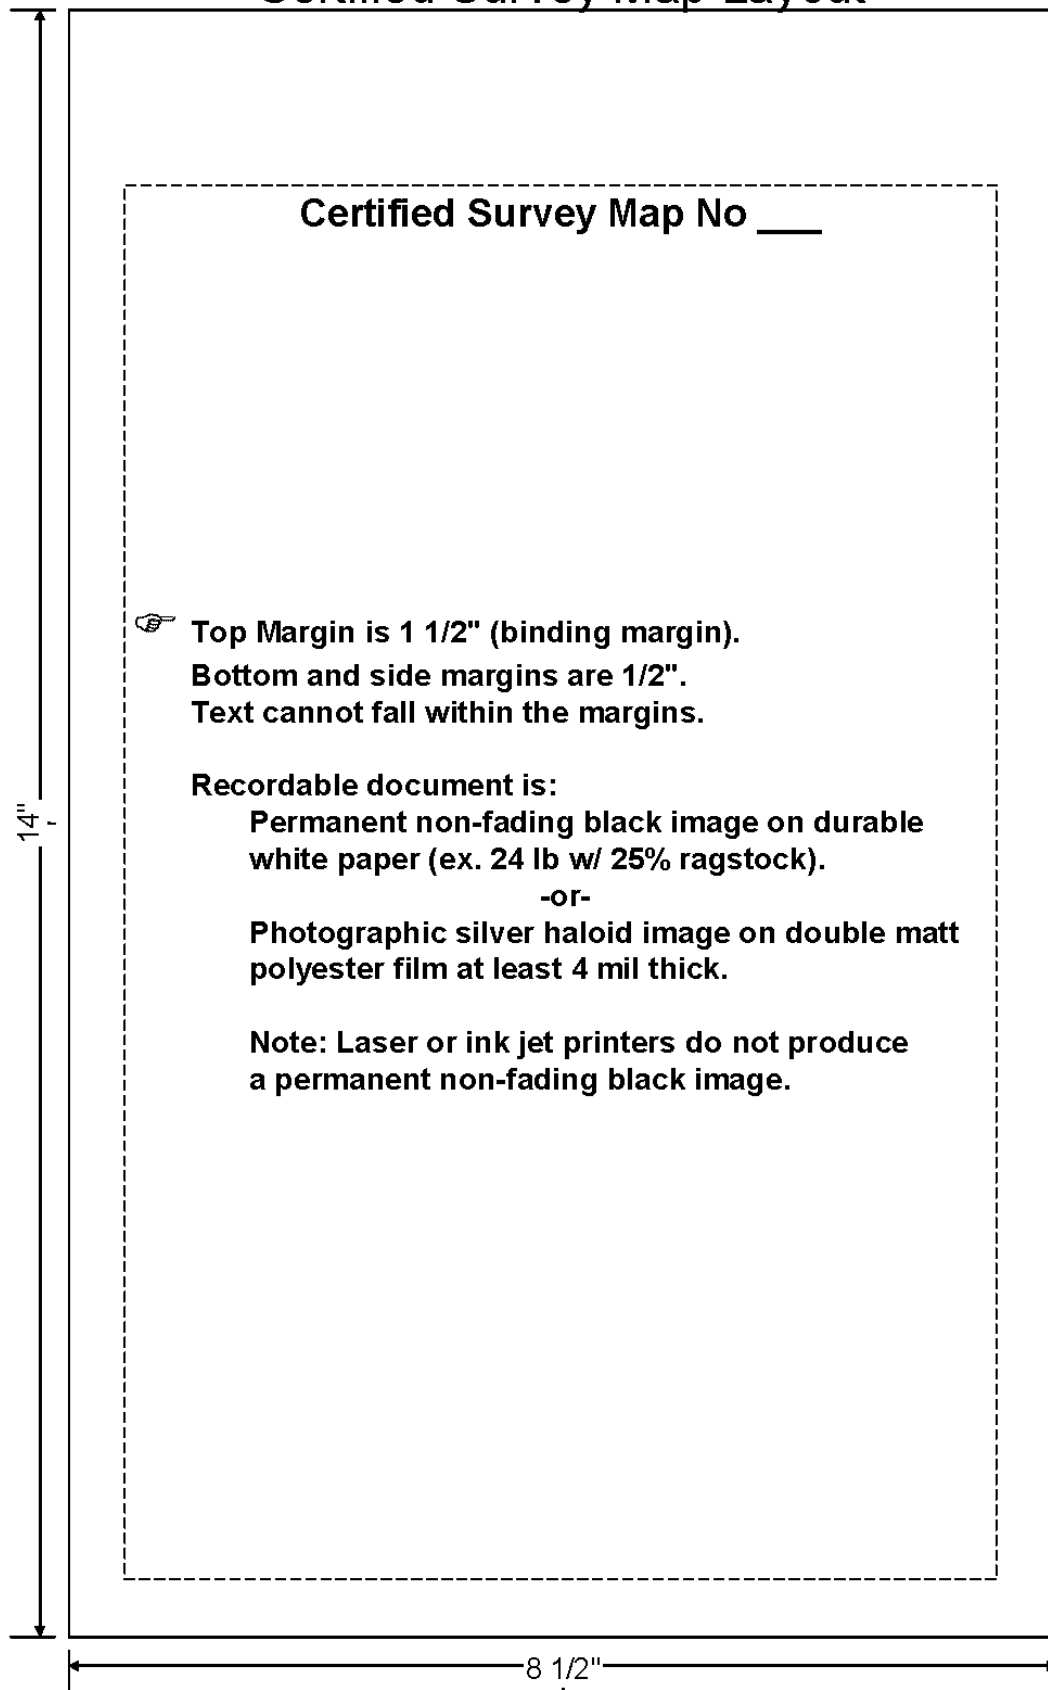 Certified Survey Map Layout
Certified Survey Map No ___
Top Margin is 1 1/2" (binding margin).
Bottom and side margins are 1/2".
Text cannot fall within the margins.
Recordable document is:
Permanent non-fading black image on durable
white paper (ex. 24 lb w/ 25% ragstock).
-or-
Photographic silver haloid image on double matt
polyester film at least 4 mil thick.
Note: Laser or ink jet printers do not produce
a permanent non-fading black image.
14"
8 1/2"